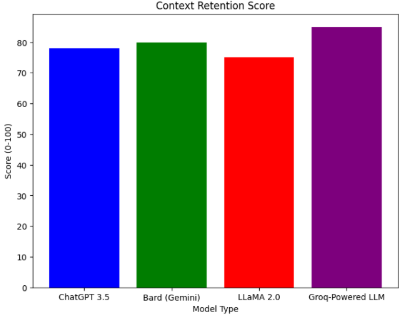 Context Retention Score
Score (0-100)
80
70
60
50
40
30
20
10
0
ChatGPT 3.5 Bard (Gemini) LLaMA 2.0 Groq-Powered LLM
Model Type